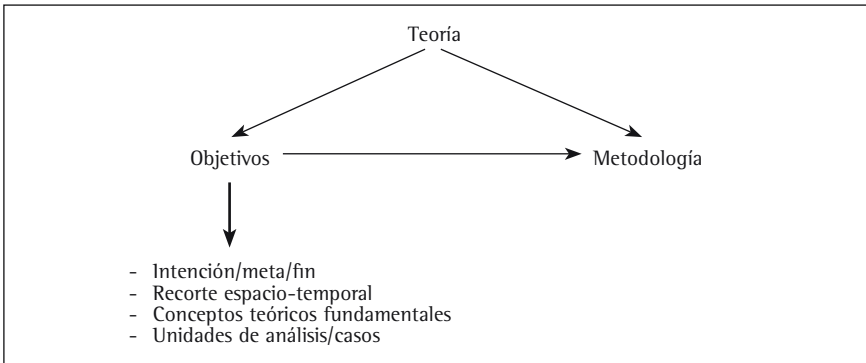 Teoría
Objetivos
Metodología
- Intención/meta/fin
- Recorte espacio-temporal
- Conceptos teóricos fundamentales
- Unidades de análisis/casos